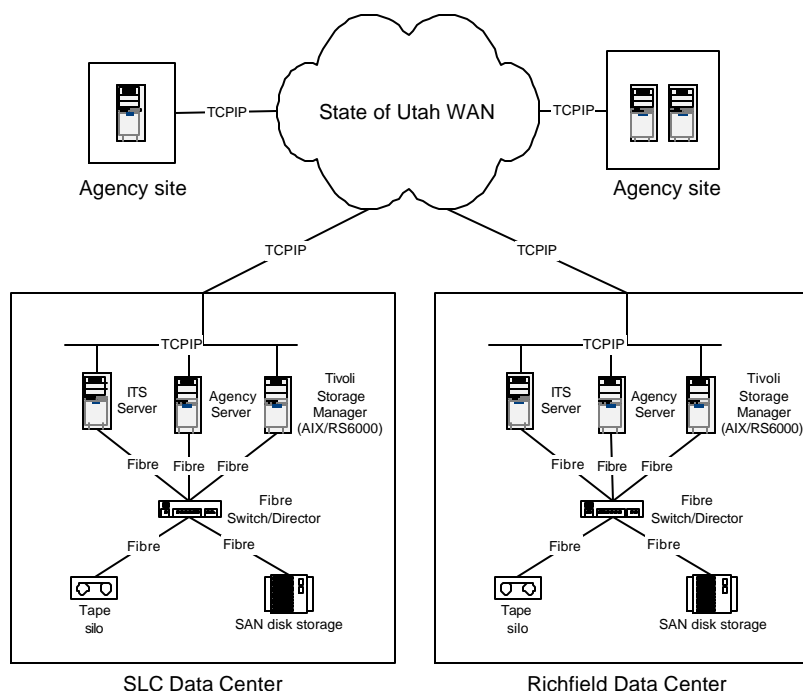 State of Utah WAN
TCPIP
TCPIP
Agency site
Agency site
TCPIP
TCPIP
TCPIP
ITS
Server
Agency
Server
Tivoli
Storage
Manager
(AIX/RS6000)
Fibre
Fibre
Fibre
Fibre
Switch/Director
Fibre
Fibre
Tape
silo
SAN disk storage
SLC Data Center
TCPIP
ITS
Server
Agency
Server
Tivoli
Storage
Manager
(AIX/RS6000)
Fibre
Fibre
Fibre
Fibre
Switch/Director
Fibre
Fibre
Tape
silo
SAN disk storage
Richfield Data Center